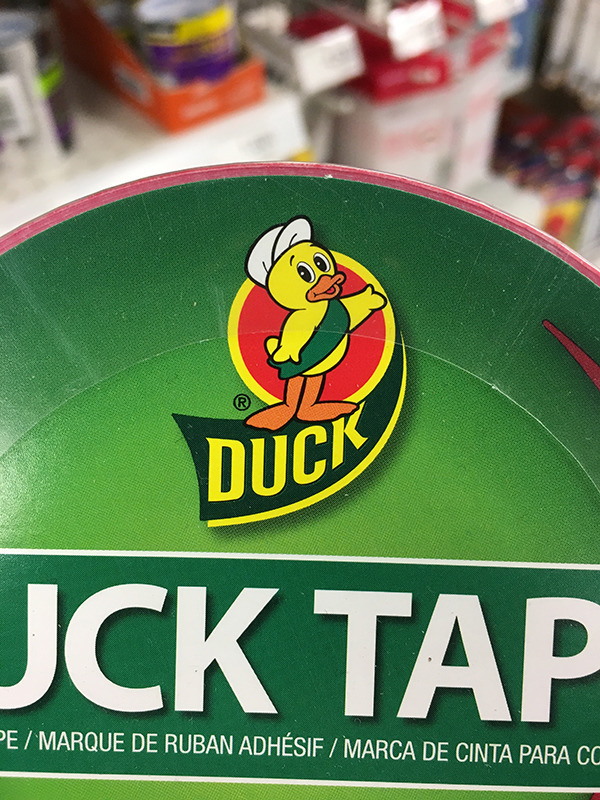 ®
DUCK
UCK TAP
PE / MARQUE DE RUBAN ADHÉSIF / MARCA DE CINTA PARA CO